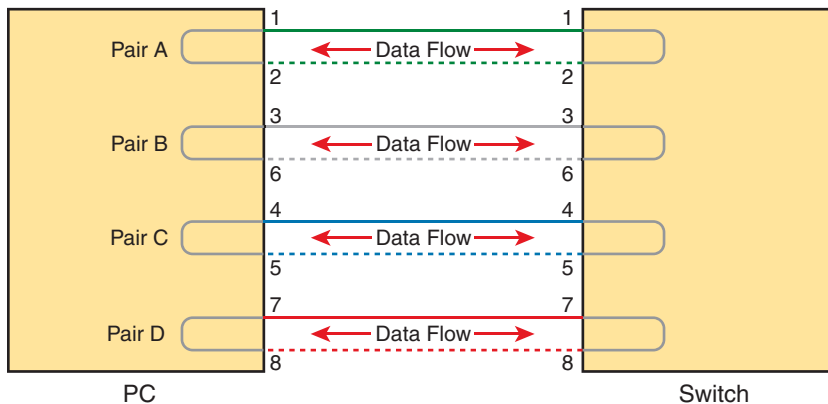 1 1
Pair A Data Flow
2 2
3 3
Pair B Data Flow
6 6
4 4
Pair C Data Flow
5 5
7 7
Pair D Data Flow
8 8
PC Switch